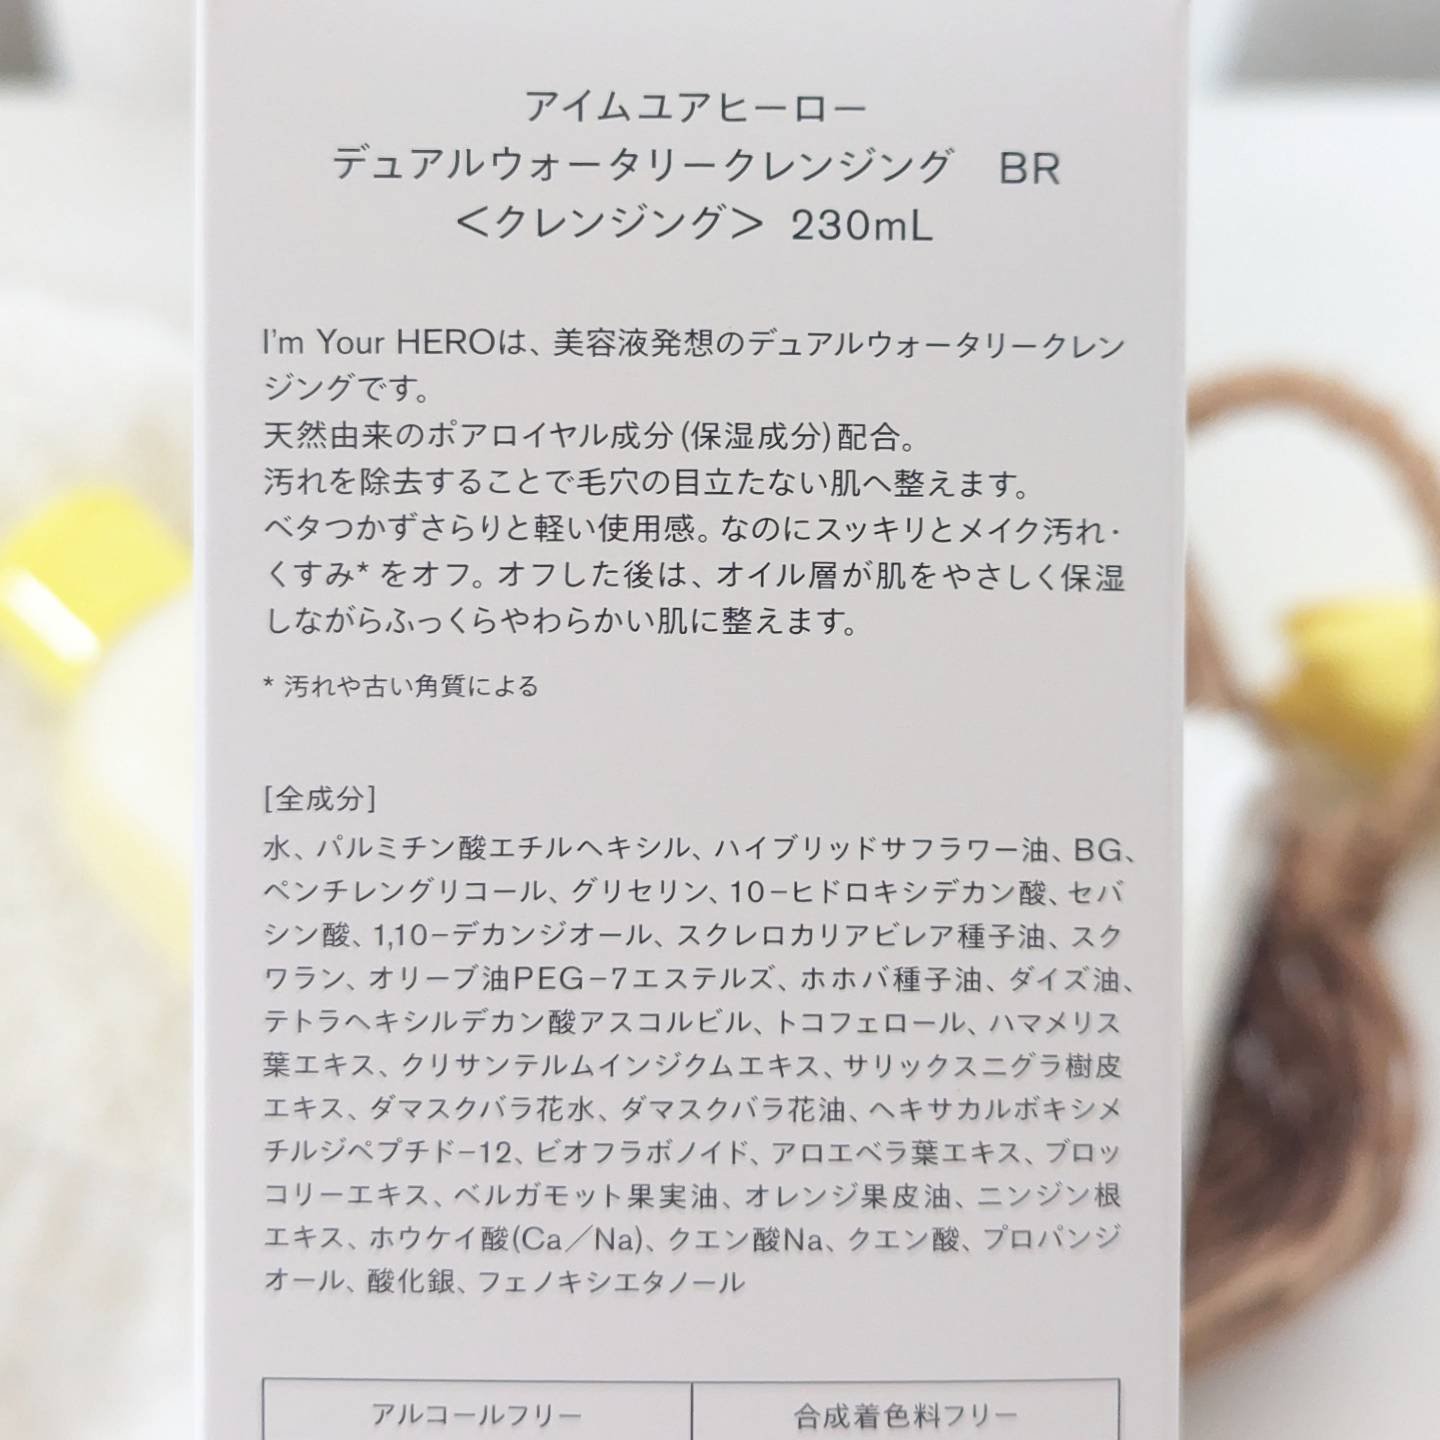 アイムユアヒーロー
デュアルウォータリークレンジング　BR
＜クレンジング＞ 230mL
I'm Your HEROは、美容液発想のデュアルウォータリークレン
ジングです。
天然由来のポアロイヤル成分(保湿成分)配合。
汚れを除去することで毛穴の目立たない肌へ整えます。
ベタつかずさらりと軽い使用感。なのにスッキリとメイク汚れ・
くすみ* をオフ。オフした後は、オイル層が肌をやさしく保湿
しながらふっくらやわらかい肌に整えます。
* 汚れや古い角質による
[全成分]
水、パルミチン酸エチルヘキシル、ハイブリッドサフラワー油、BG、
ペンチレングリコール、グリセリン、10−ヒドロキシデカン酸、セバ
シン酸、1,10−デカンジオール、スクレロカリアビレア種子油、スク
ワラン、オリーブ油PEG−7エステルズ、ホホバ種子油、ダイズ油、
テトラヘキシルデカン酸アスコルビル、トコフェロール、ハマメリス
葉エキス、クリサンテルムインジクムエキス、サリックスニグラ樹皮
エキス、ダマスクバラ花水、ダマスクバラ花油、ヘキサカルボキシメ
チルジペプチド−12、ビオフラボノイド、アロエベラ葉エキス、ブロッ
コリーエキス、ベルガモット果実油、オレンジ果皮油、ニンジン根
エキス、ホウケイ酸(Ca／Na)、クエン酸Na、クエン酸、プロパンジ
オール、酸化銀、フェノキシエタノール
アルコールフリー
合成着色料フリー